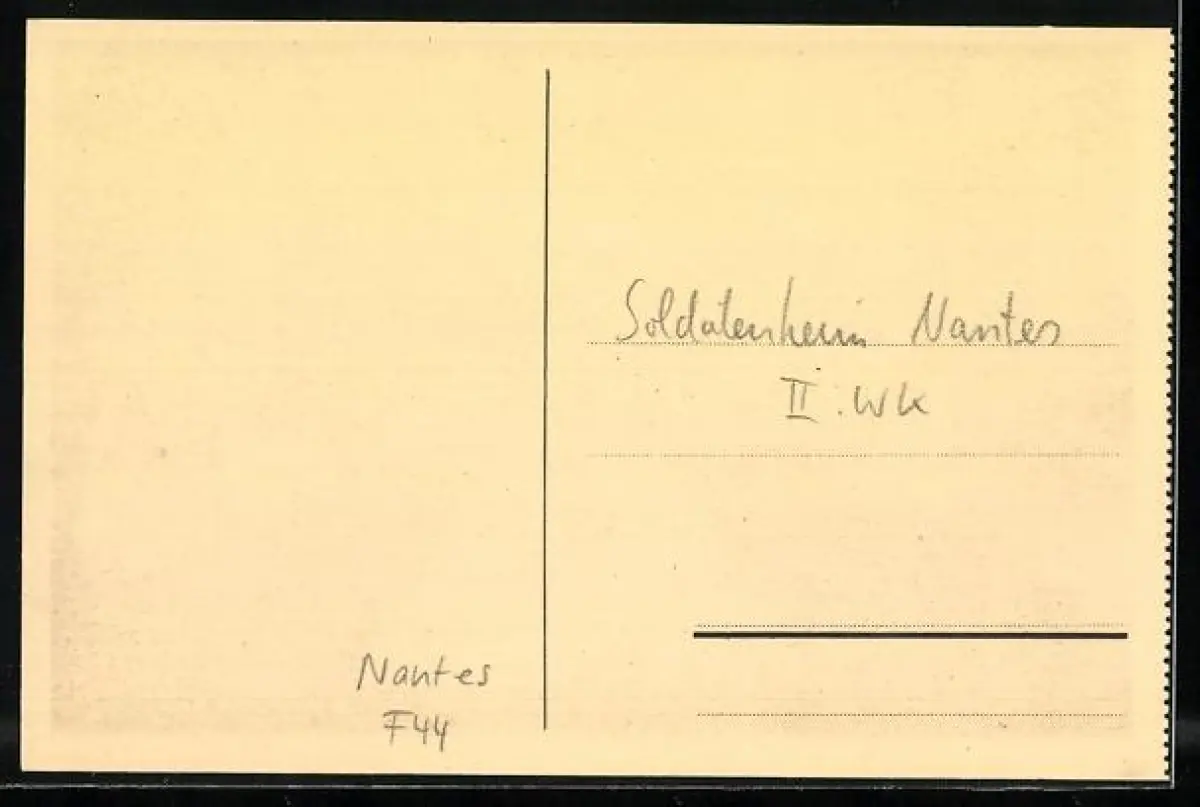 Soldatenheim Nantes
II. WK
Nantes
F44